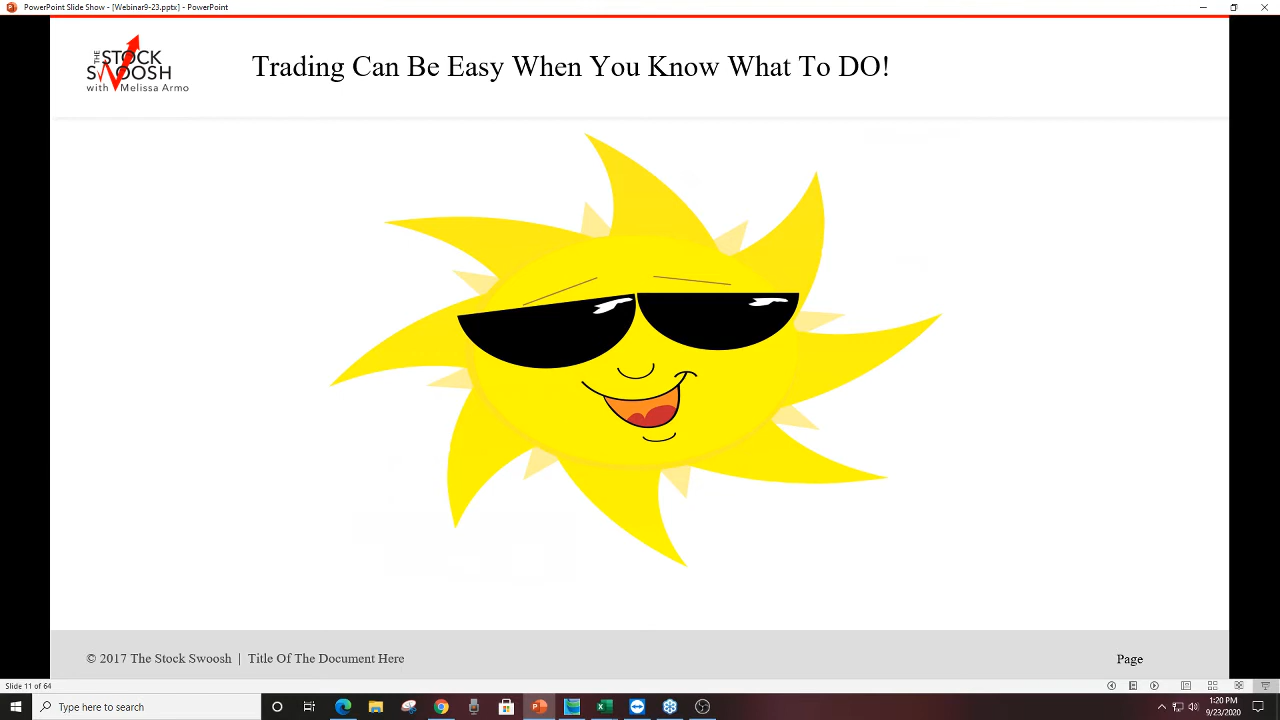 PowerPoint Slide Show - [Webinar9-23.pptx] - PowerPoint
THE STOCK
SWOOSH
with Melissa Armo
Trading Can Be Easy When You Know What To DO!
© 2017 The Stock Swoosh | Title Of The Document Here
Page
Slide 11 of 64
Type here to search
1:20 PM
9/23/2020